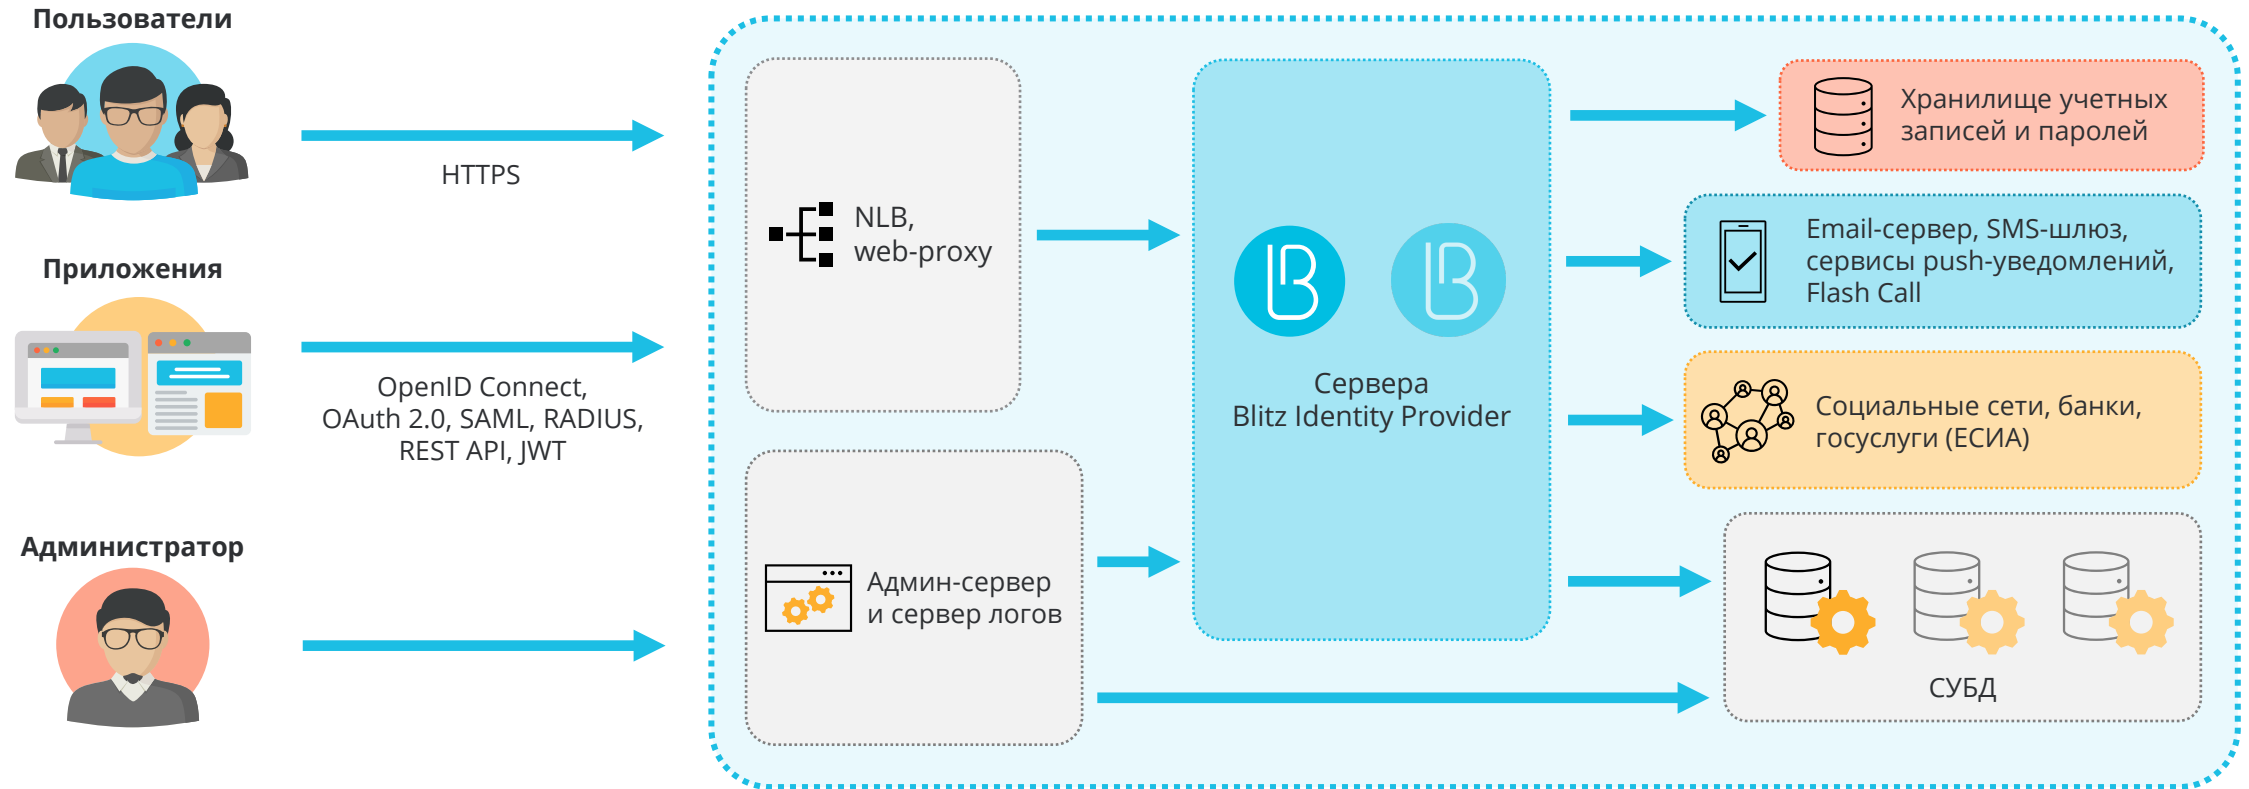 Пользователи
HTTPS
Приложения
OpenID Connect,
OAuth 2.0, SAML, RADIUS,
REST API, JWT
Администратор
NLB,
web-proxy
Админ-сервер
и сервер логов
Сервера
Blitz Identity Provider
Хранилище учетных
записей и паролей
Email-сервер, SMS-шлюз,
сервисы push-уведомлений,
Flash Call
Социальные сети, банки,
госуслуги (ЕСИА)
СУБД